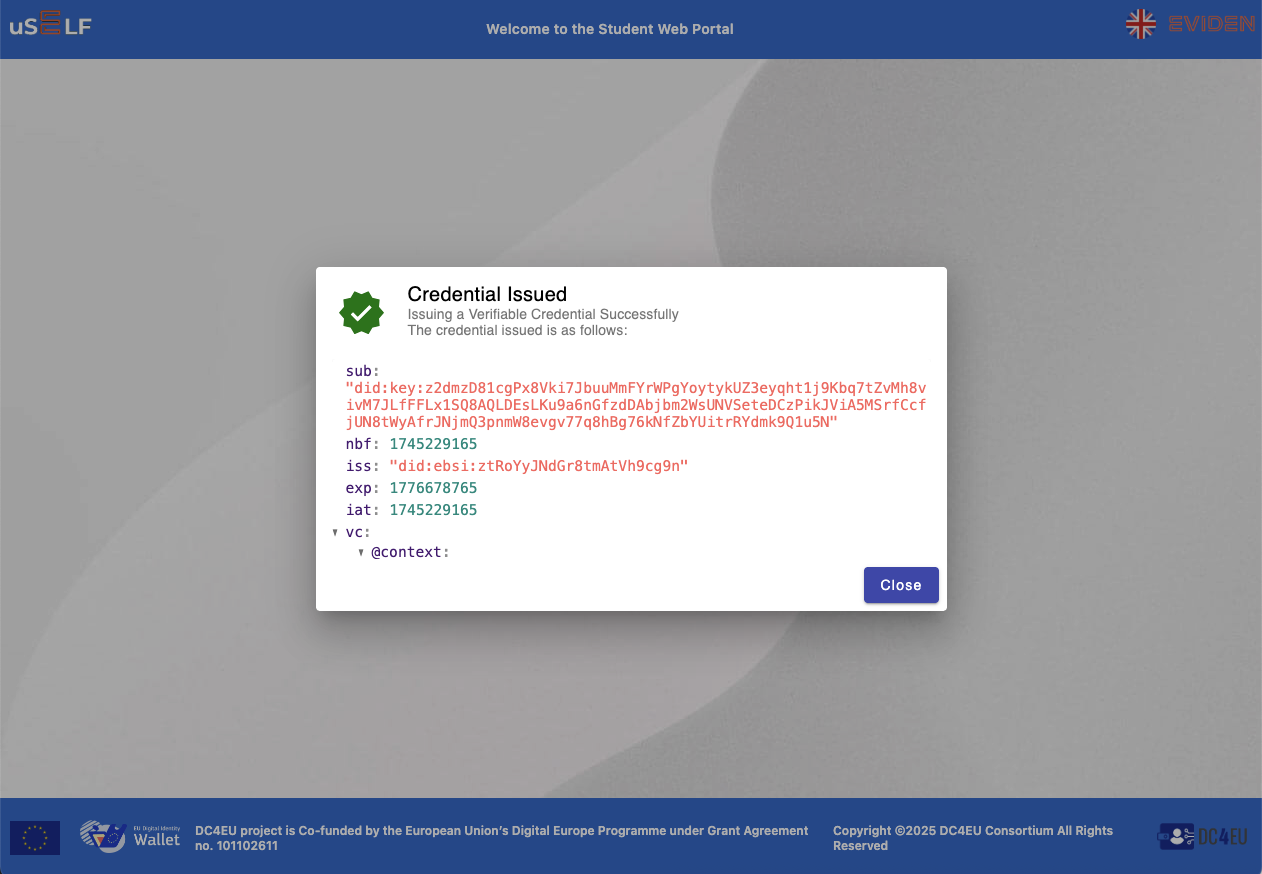 uSELF
Welcome to the Student Web Portal
EVIDEN
Credential Issued
Issuing a Verifiable Credential Successfully
The credential issued is as follows:
sub:
"did:key:z2dmzD81cgPx8Vki7JbuuMmFYrWPgYoytykUZ3eyqht1j9Kbq7tZvMh8v
ivM7JLfFFLx1SQ8AQLDEsLKu9a6nGfzdDAbjbm2WsUNVSeteDCzPikJViA5MSrfCcf
jUN8tWyAfrJNjmQ3pnmW8evgv77q8hBg76kNfZbYUitrRYdmk9Q1u5N"
nbf: 1745229165
iss: "did:ebsi:ztRoYyJNdGr8tmAtVh9cg9n"
exp: 1776678765
iat: 1745229165
vc:
@context:
Close
EU Digital Identity
Wallet
DC4EU project is Co-funded by the European Union’s Digital Europe Programme under Grant Agreement
no. 101102611
Copyright ©2025 DC4EU Consortium All Rights
Reserved
DC4EU